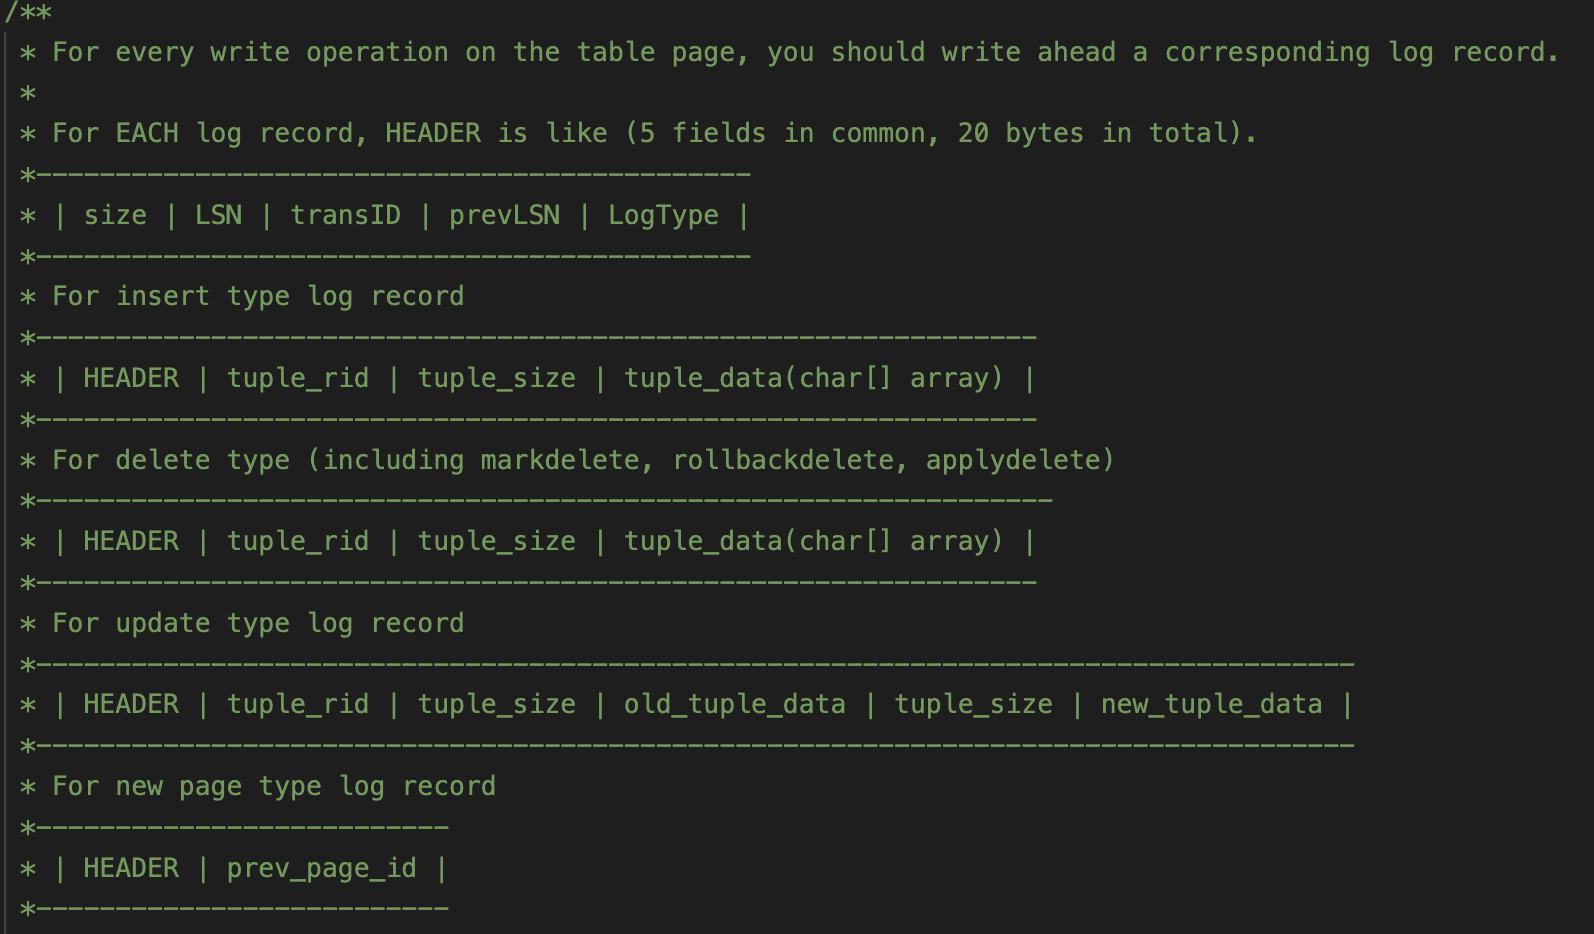 /**
* For every write operation on the table page, you should write ahead a corresponding log record.
*
* For EACH log record, HEADER is like (5 fields in common, 20 bytes in total).
*---------------------------------------------
* | size | LSN | transID | prevLSN | LogType |
*---------------------------------------------
* For insert type log record
*---------------------------------------------------------------
* | HEADER | tuple_rid | tuple_size | tuple_data(char[] array) |
*---------------------------------------------------------------
* For delete type (including markdelete, rollbackdelete, applydelete)
*----------------------------------------------------------------
* | HEADER | tuple_rid | tuple_size | tuple_data(char[] array) |
*---------------------------------------------------------------
* For update type log record
*-----------------------------------------------------------------------------------
* | HEADER | tuple_rid | tuple_size | old_tuple_data | tuple_size | new_tuple_data |
*-----------------------------------------------------------------------------------
* For new page type log record
*--------------------------
* | HEADER | prev_page_id |
*--------------------------